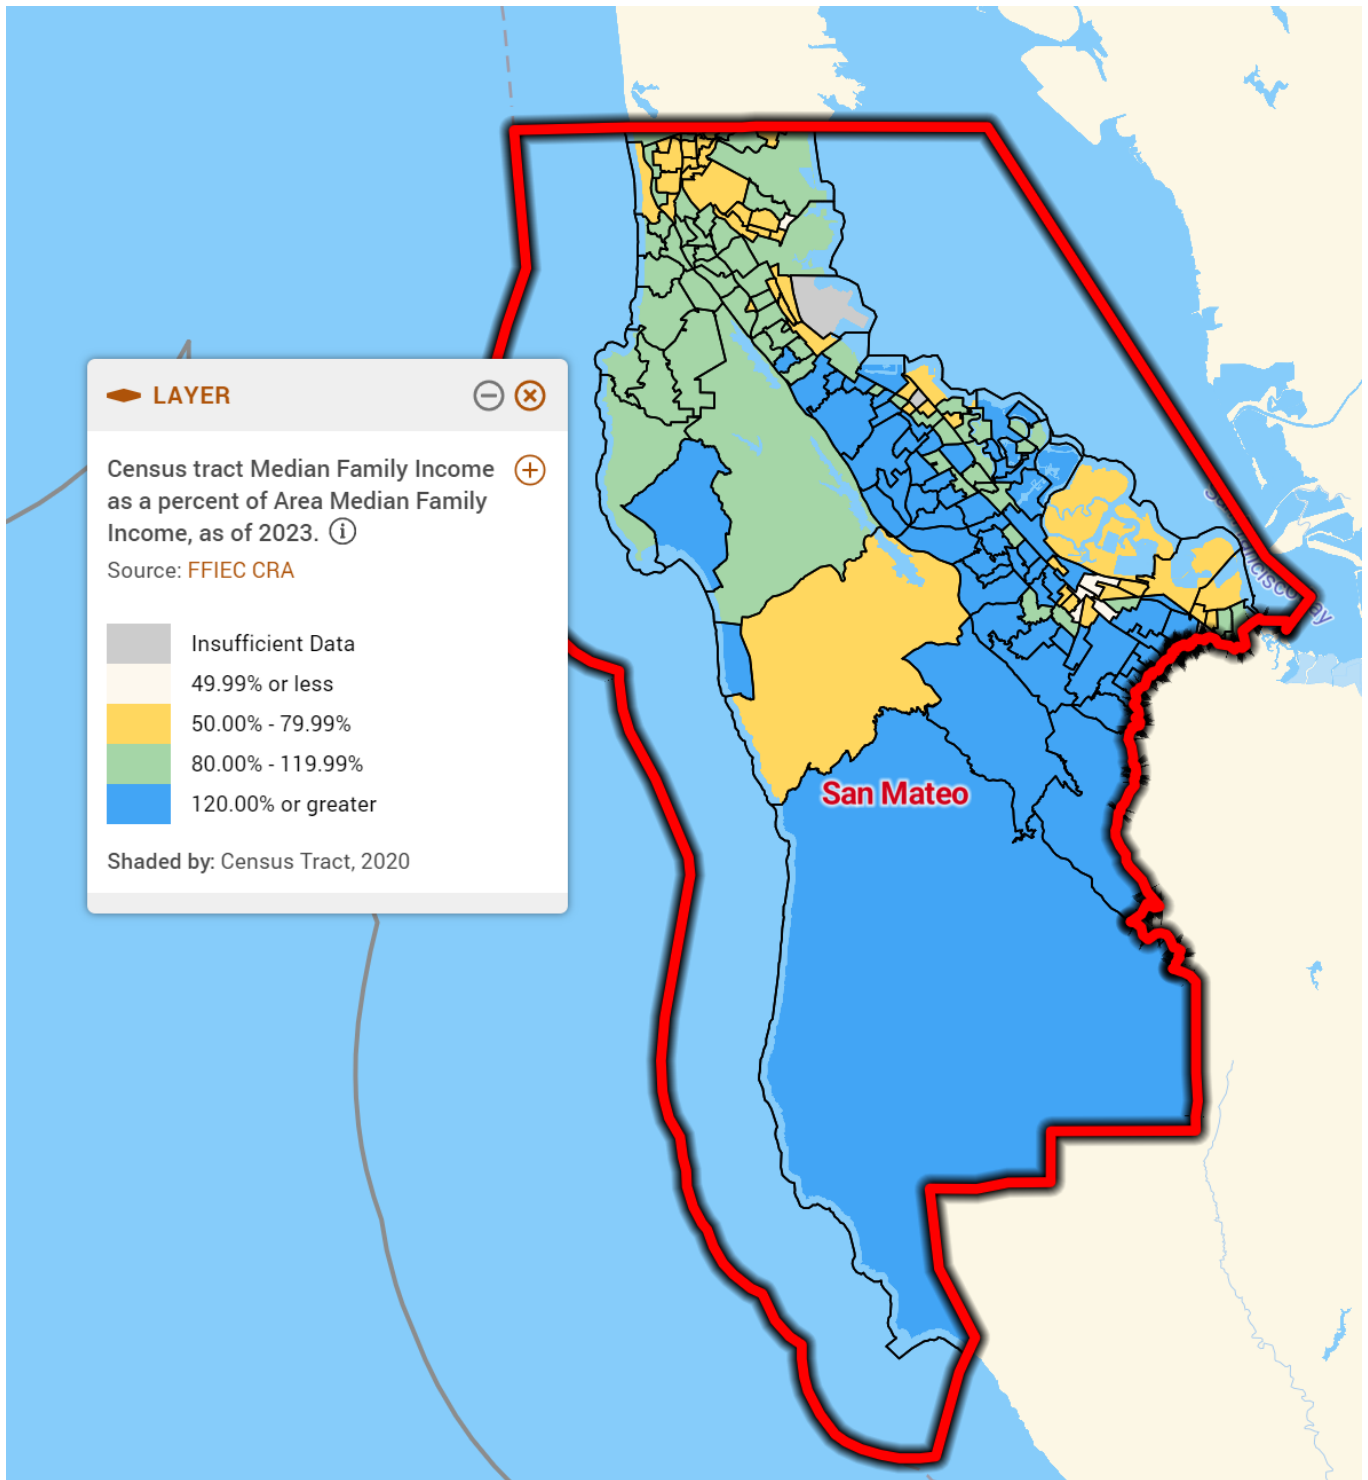 LAYER
Census tract Median Family Income
as a percent of Area Median Family
Income, as of 2023.
Source: FFIEC CRA
Insufficient Data
49.99% or less
50.00% - 79.99%
80.00% - 119.99%
120.00% or greater
Shaded by: Census Tract, 2020
San Mateo